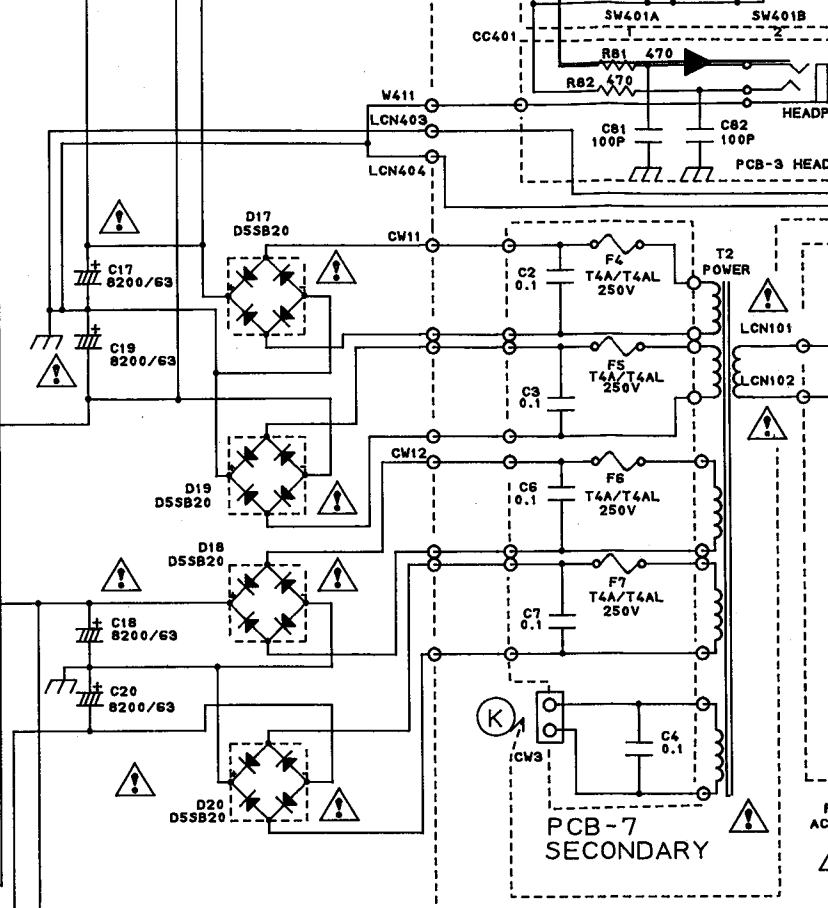 SW401A
SW401B
1
2
CC401
R81 470
R82 470
W411
LCN403
HEADP
C81
100P
C82
100P
LCN404
PCB-3 HEAD
D17
D5SB20
CW11
T2
POWER
F4
T4A/T4AL
250V
C2
0.1
C17
8200/63
LCN101
C19
8200/63
F5
T4A/T4AL
250V
LCN102
C3
0.1
CW12
D19
D5SB20
F6
T4A/T4AL
250V
C6
0.1
D18
D5SB20
F7
T4A/T4AL
250V
C18
8200/63
C7
0.1
C20
8200/63
K
C4
0.1
CW3
D20
D5SB20
PCB-7
SECONDARY
AC